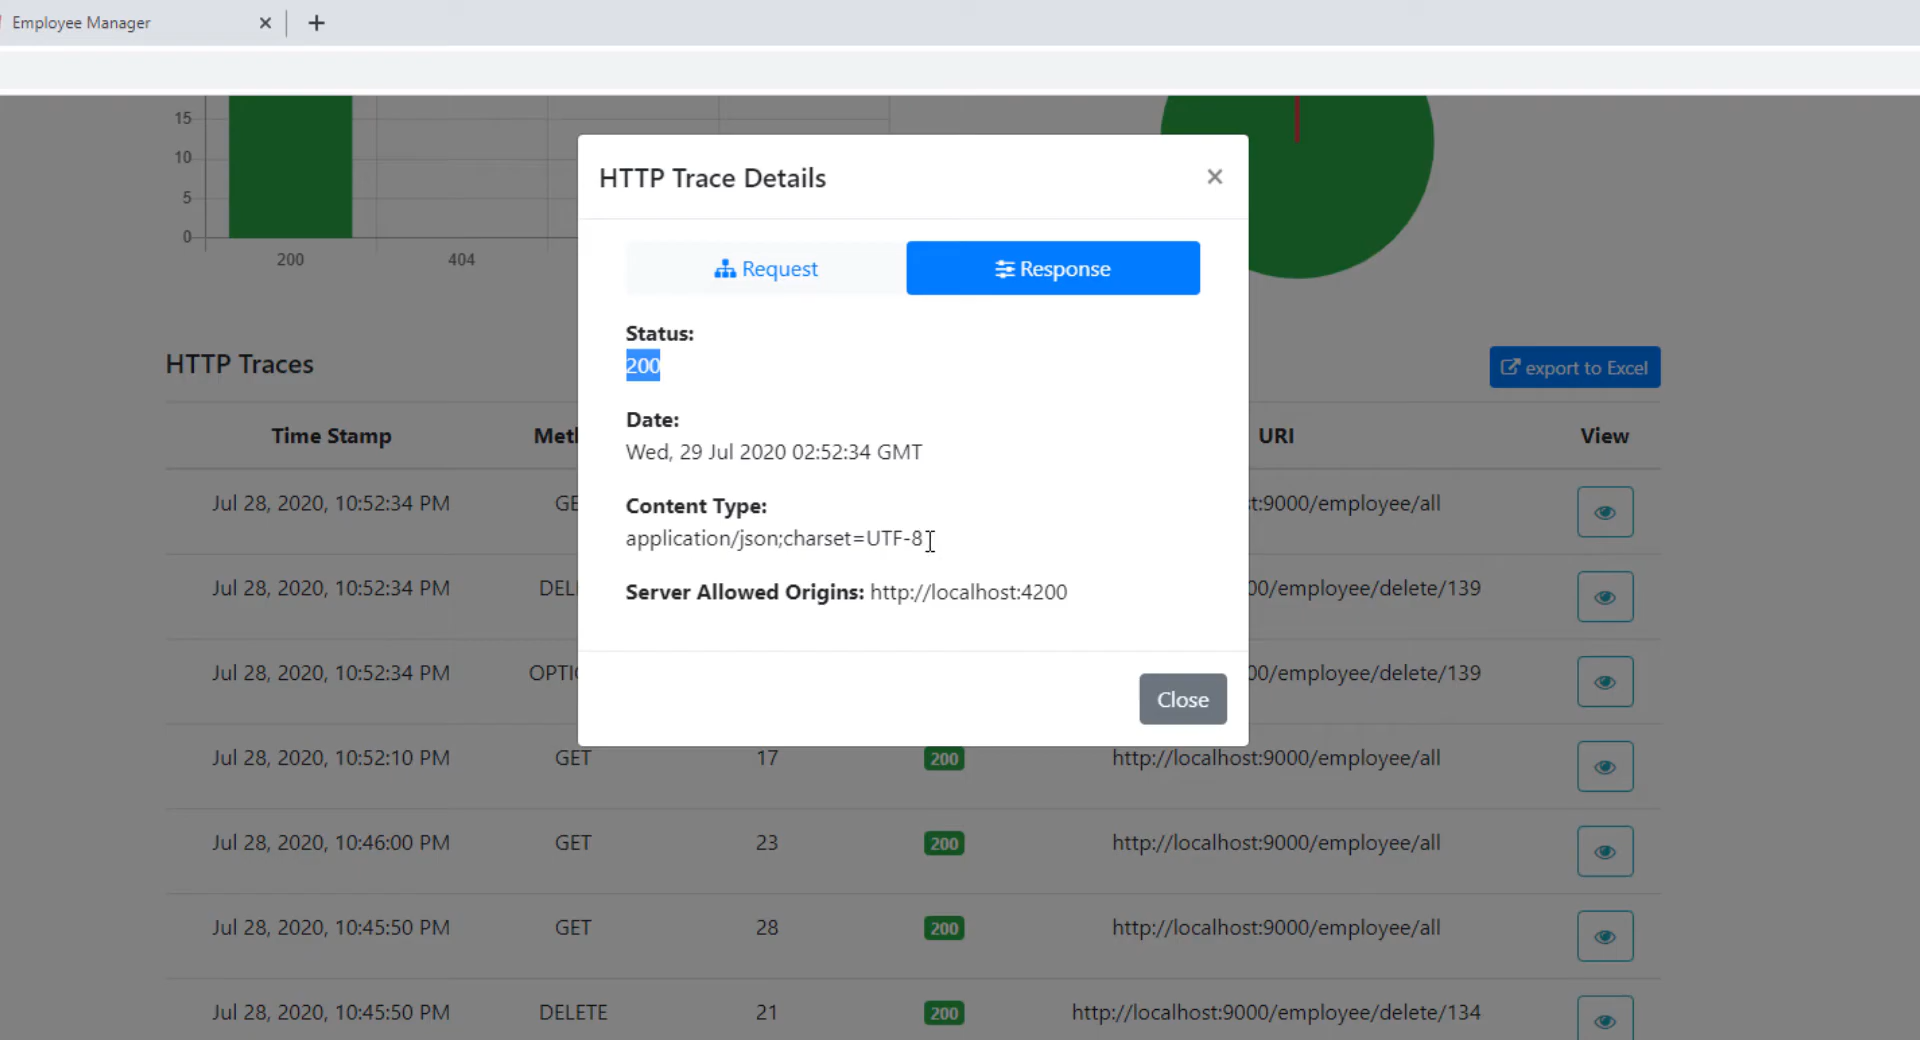 Employee Manager
15
10
5
0
200 404
HTTP Trace Details
Request Response
Status:
200
Date:
Wed, 29 Jul 2020 02:52:34 GMT
Content Type:
application/json;charset=UTF-8
Server Allowed Origins: http://localhost:4200
Close
HTTP Traces export to Excel
Time Stamp Met URI View
Jul 28, 2020, 10:52:34 PM GE t:9000/employee/all
Jul 28, 2020, 10:52:34 PM DEL 00/employee/delete/139
Jul 28, 2020, 10:52:34 PM OPTI 00/employee/delete/139
Jul 28, 2020, 10:52:10 PM GET 17 200 http://localhost:9000/employee/all
Jul 28, 2020, 10:46:00 PM GET 23 200 http://localhost:9000/employee/all
Jul 28, 2020, 10:45:50 PM GET 28 200 http://localhost:9000/employee/all
Jul 28, 2020, 10:45:50 PM DELETE 21 200 http://localhost:9000/employee/delete/134